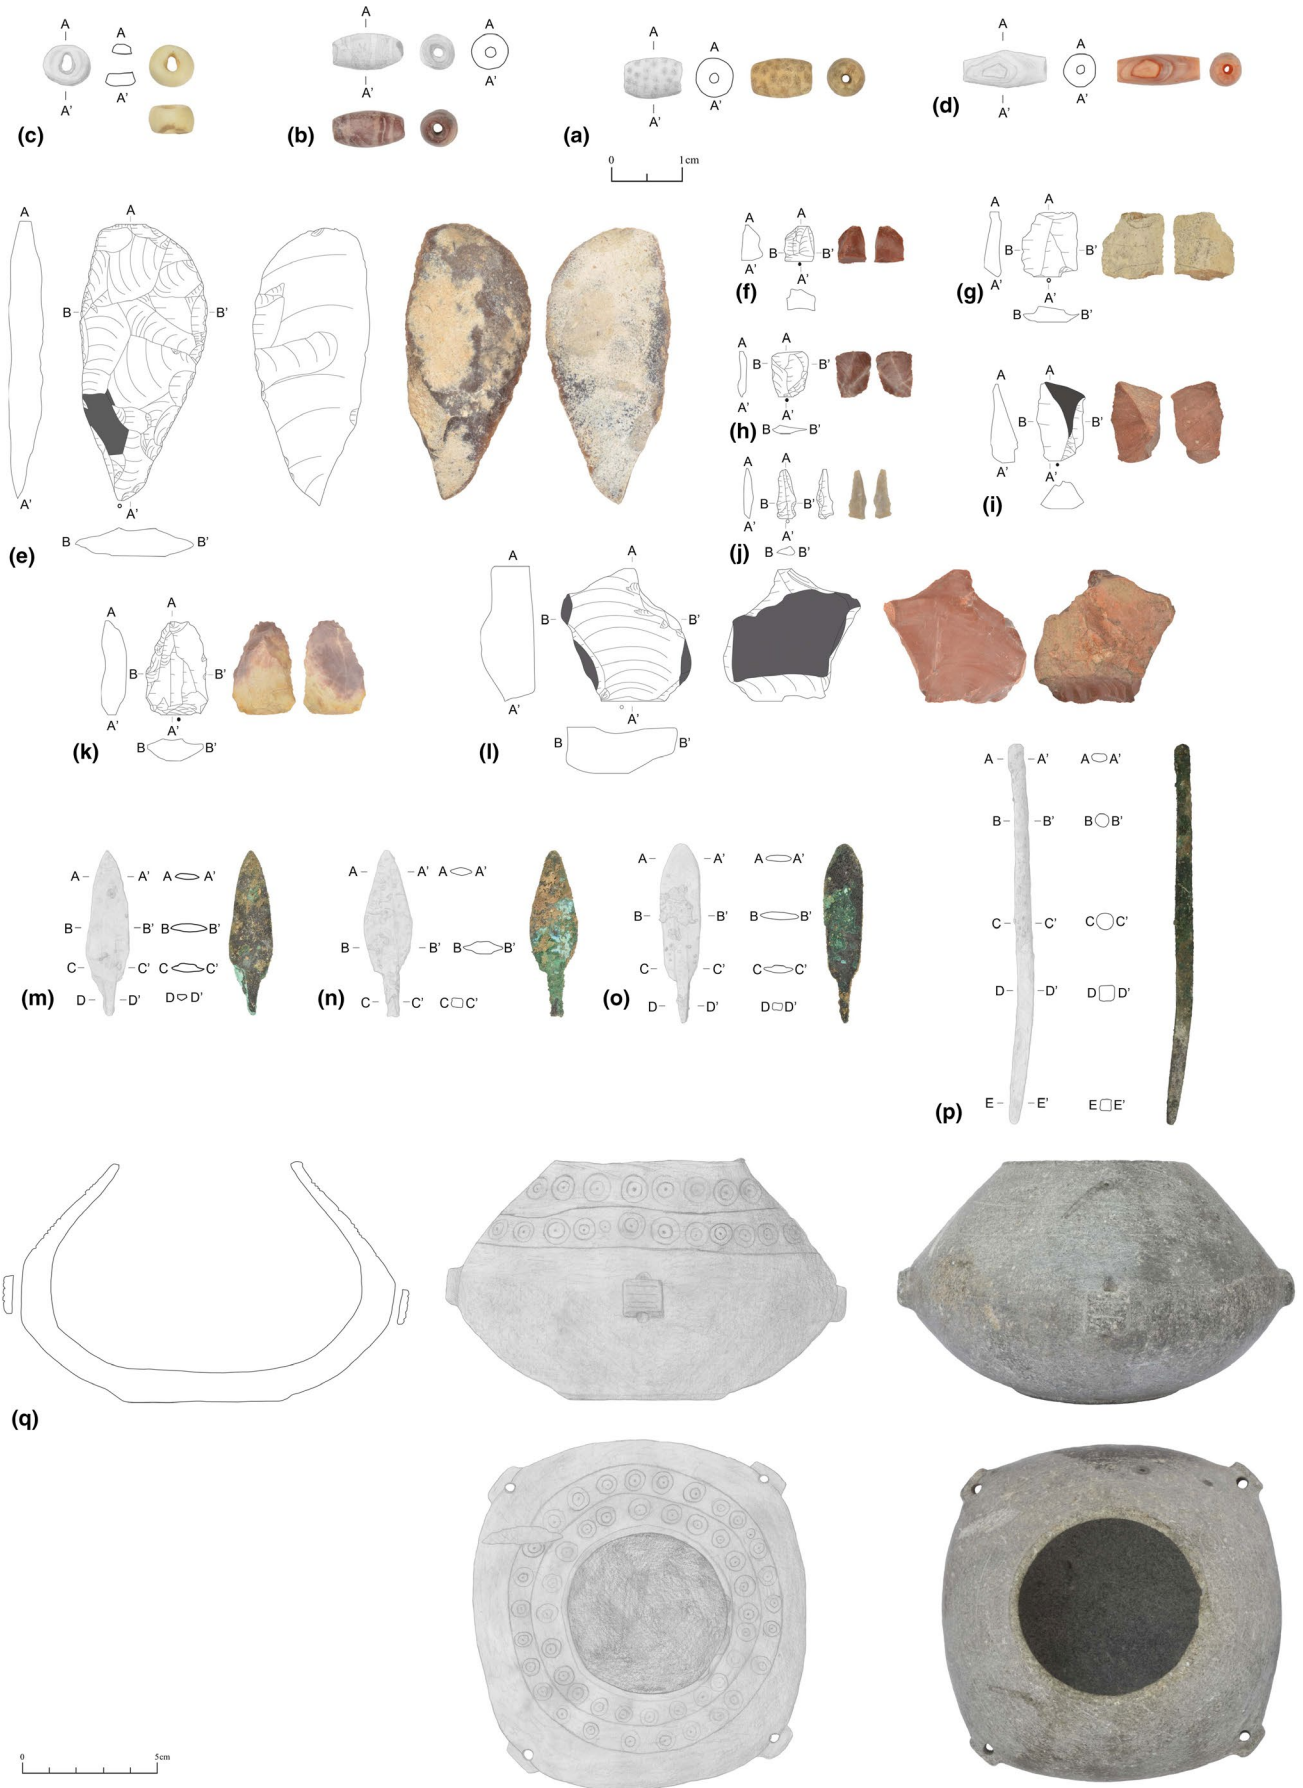 A
A'
A
A'
(c)
A
A'
A
A'
(b)
A
A'
A
A'
(a)
A
A'
A
A'
(d)
0 1cm
A
A'
A
B B'
A'
B B'
(e)
A
A'
A
B B'
A'
(f)
A
A'
A
B B'
A'
B B'
(g)
A
A'
A
B B'
A'
B B'
(h)
A
A'
A
B B'
A'
(i)
A
A'
A
B B'
A'
B B'
(j)
A
A'
A
B B'
A'
B B'
(k)
A
A'
A
B B'
A'
B B'
(l)
A A' A A'
B B' B B'
C C' C C'
D D' D D'
(m)
A A' A A'
B B' B B'
C C' C C'
(n)
A A' A A'
B B' B B'
C C' C C'
D D' D D'
(o)
A A' A A'
B B' B B'
C C' C C'
D D' D D'
E E' E E'
(p)
(q)
0 5cm